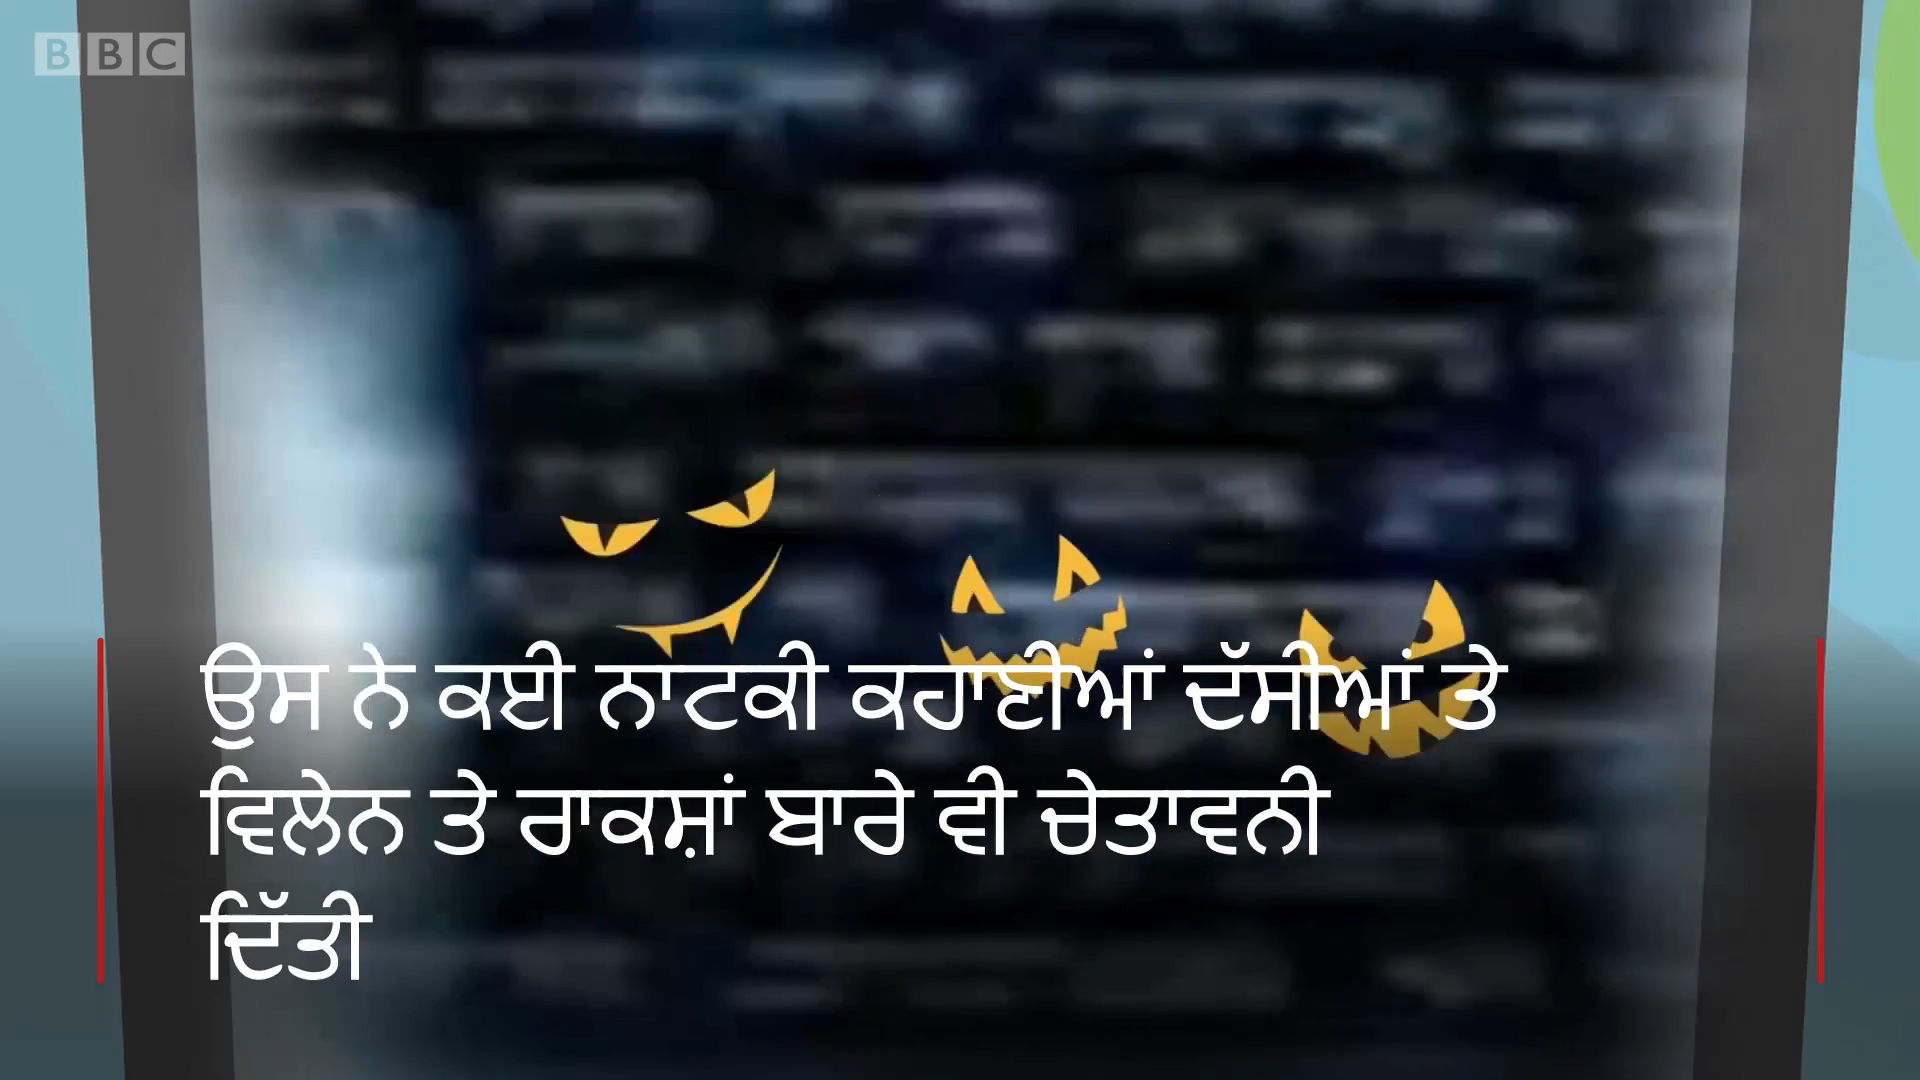 BBC
ਉਸ ਨੇ ਕਈ ਨਾਟਕੀ ਕਹਾਣੀਆਂ ਦੱਸੀਆਂ ਤੇ
ਵਿਲੇਨ ਤੇ ਰਾਕਸ਼ਾਂ ਬਾਰੇ ਵੀ ਚੇਤਾਵਨੀ
ਦਿੱਤੀ